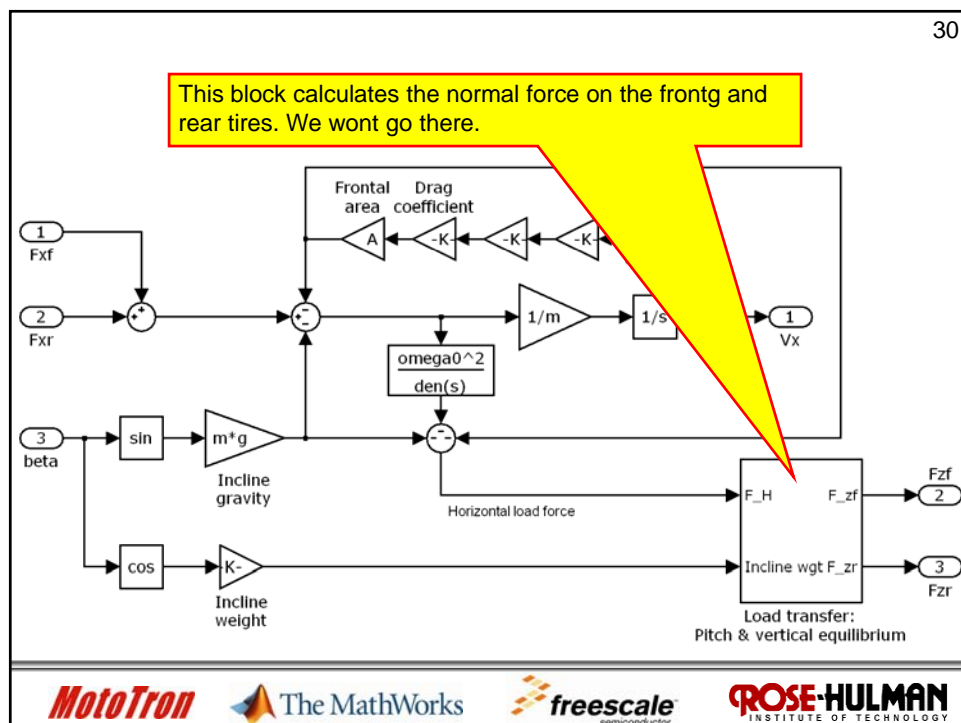 30
This block calculates the normal force on the frontg and
rear tires. We wont go there.
Frontal
area
Drag
coefficient
1
Fxf
A
-K-
-K-
-K-
2
Fxr
1/m
1/s
1
Vx
omega0^2
den(s)
3
beta
sin
m*g
Incline
gravity
Horizontal load force
F_H
F_zf
Fzf
2
cos
-K-
Incline
weight
Incline wgt F_zr
3
Fzr
Load transfer:
Pitch & vertical equilibrium
MotoTron
The MathWorks
freescale
semiconductor
ROSE-HULMAN
INSTITUTE OF TECHNOLOGY